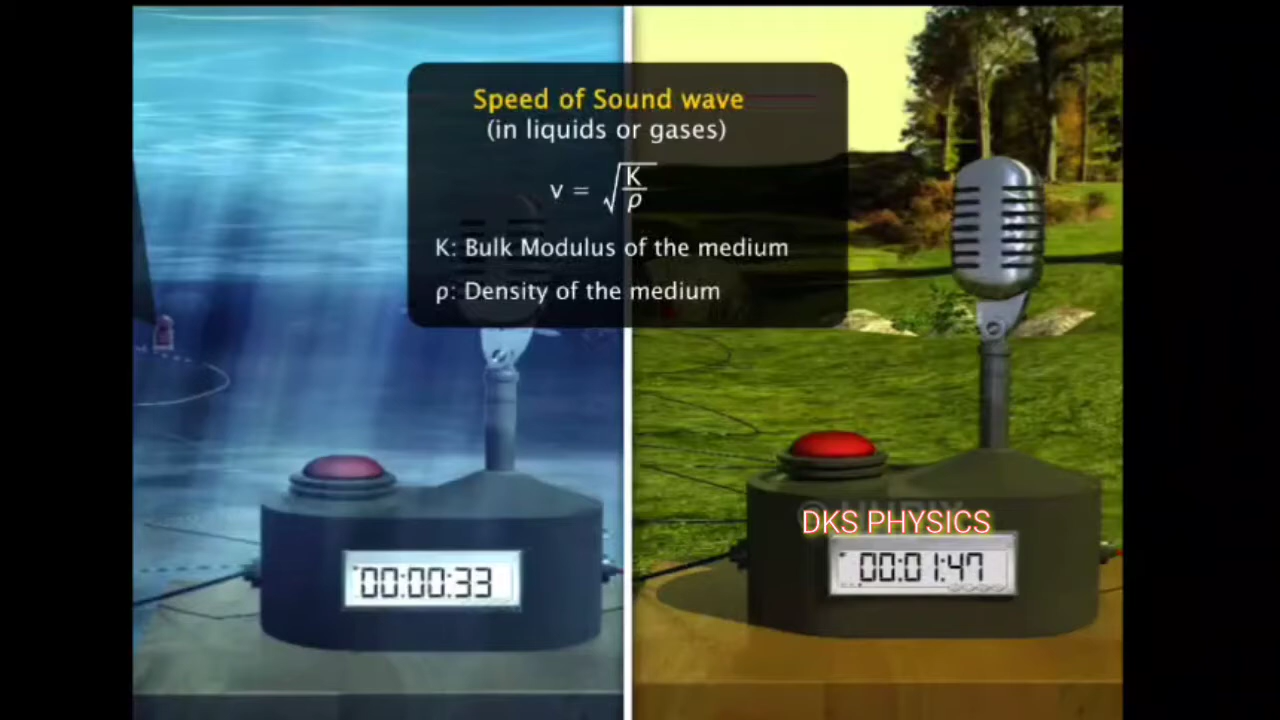 Speed of Sound wave
(in liquids or gases)
v = √K/ρ
K: Bulk Modulus of the medium
ρ: Density of the medium
DKS PHYSICS
00:00:33
00:01:47